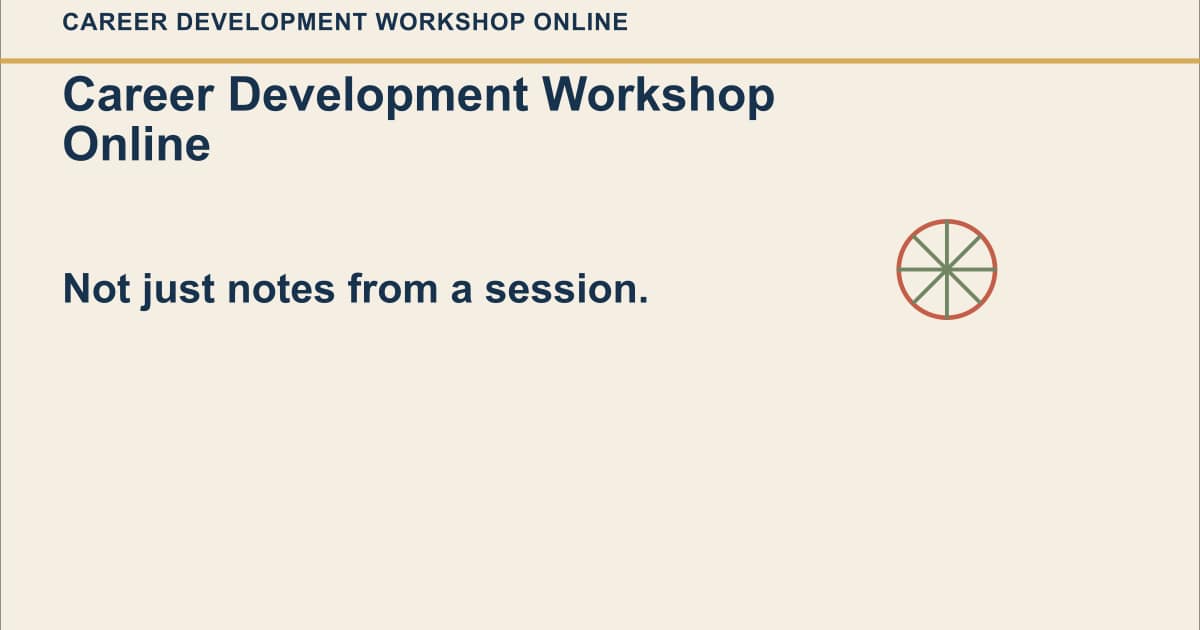 CAREER DEVELOPMENT WORKSHOP ONLINE
Career Development Workshop
Online
Not just notes from a session.